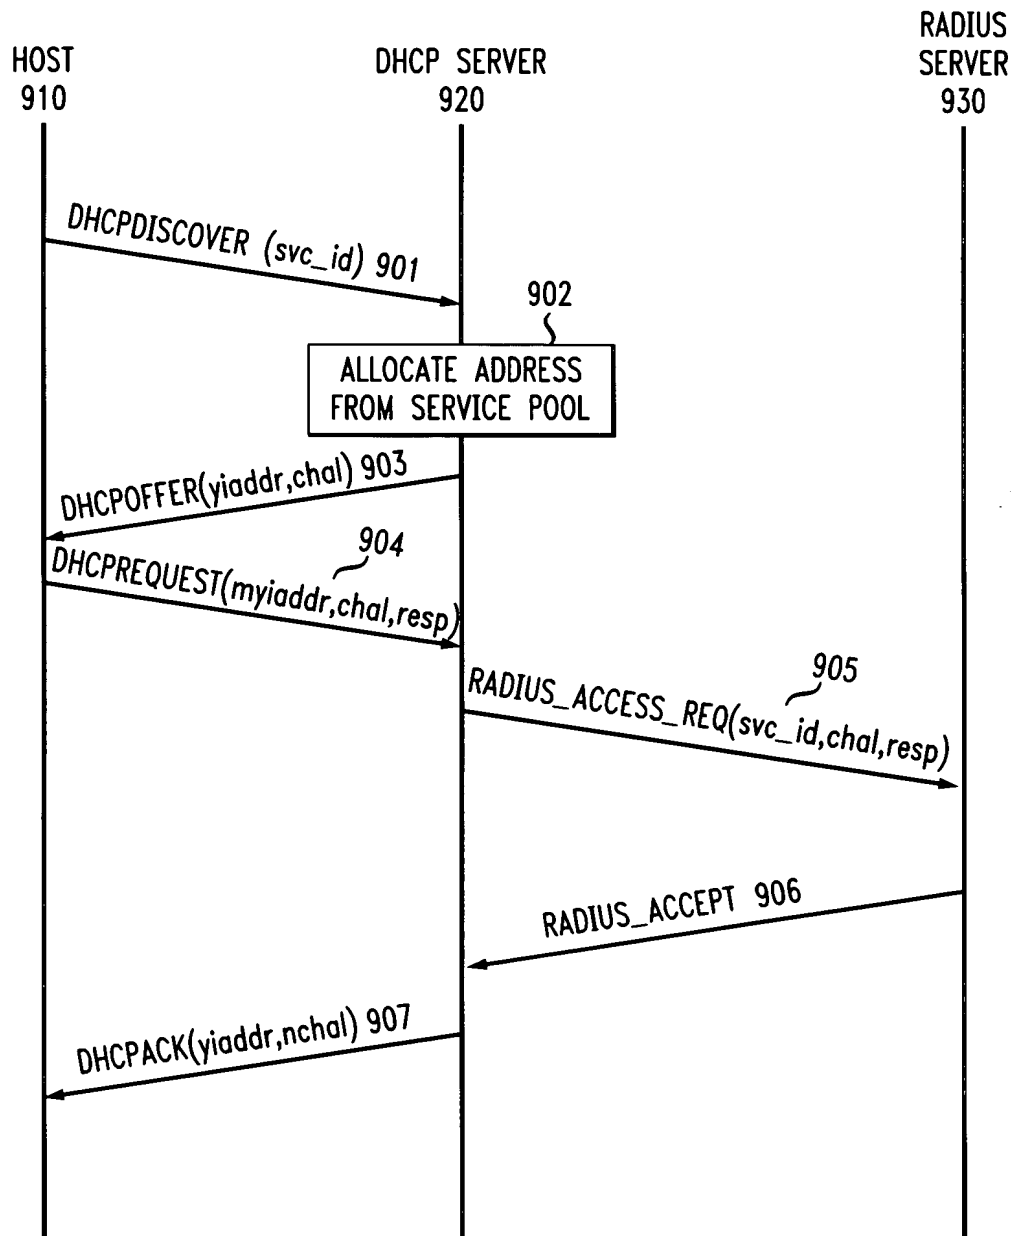 HOST
910
DHCP SERVER
920
RADIUS
SERVER
930
DHCPDISCOVER (svc_id) 901
902
ALLOCATE ADDRESS
FROM SERVICE POOL
DHCPOFFER(yiaddr,chal) 903
904
DHCPREQUEST(myiaddr,chal,resp)
905
RADIUS_ACCESS_REQ(svc_id,chal,resp)
RADIUS_ACCEPT 906
DHCPACK(yiaddr,nchal) 907